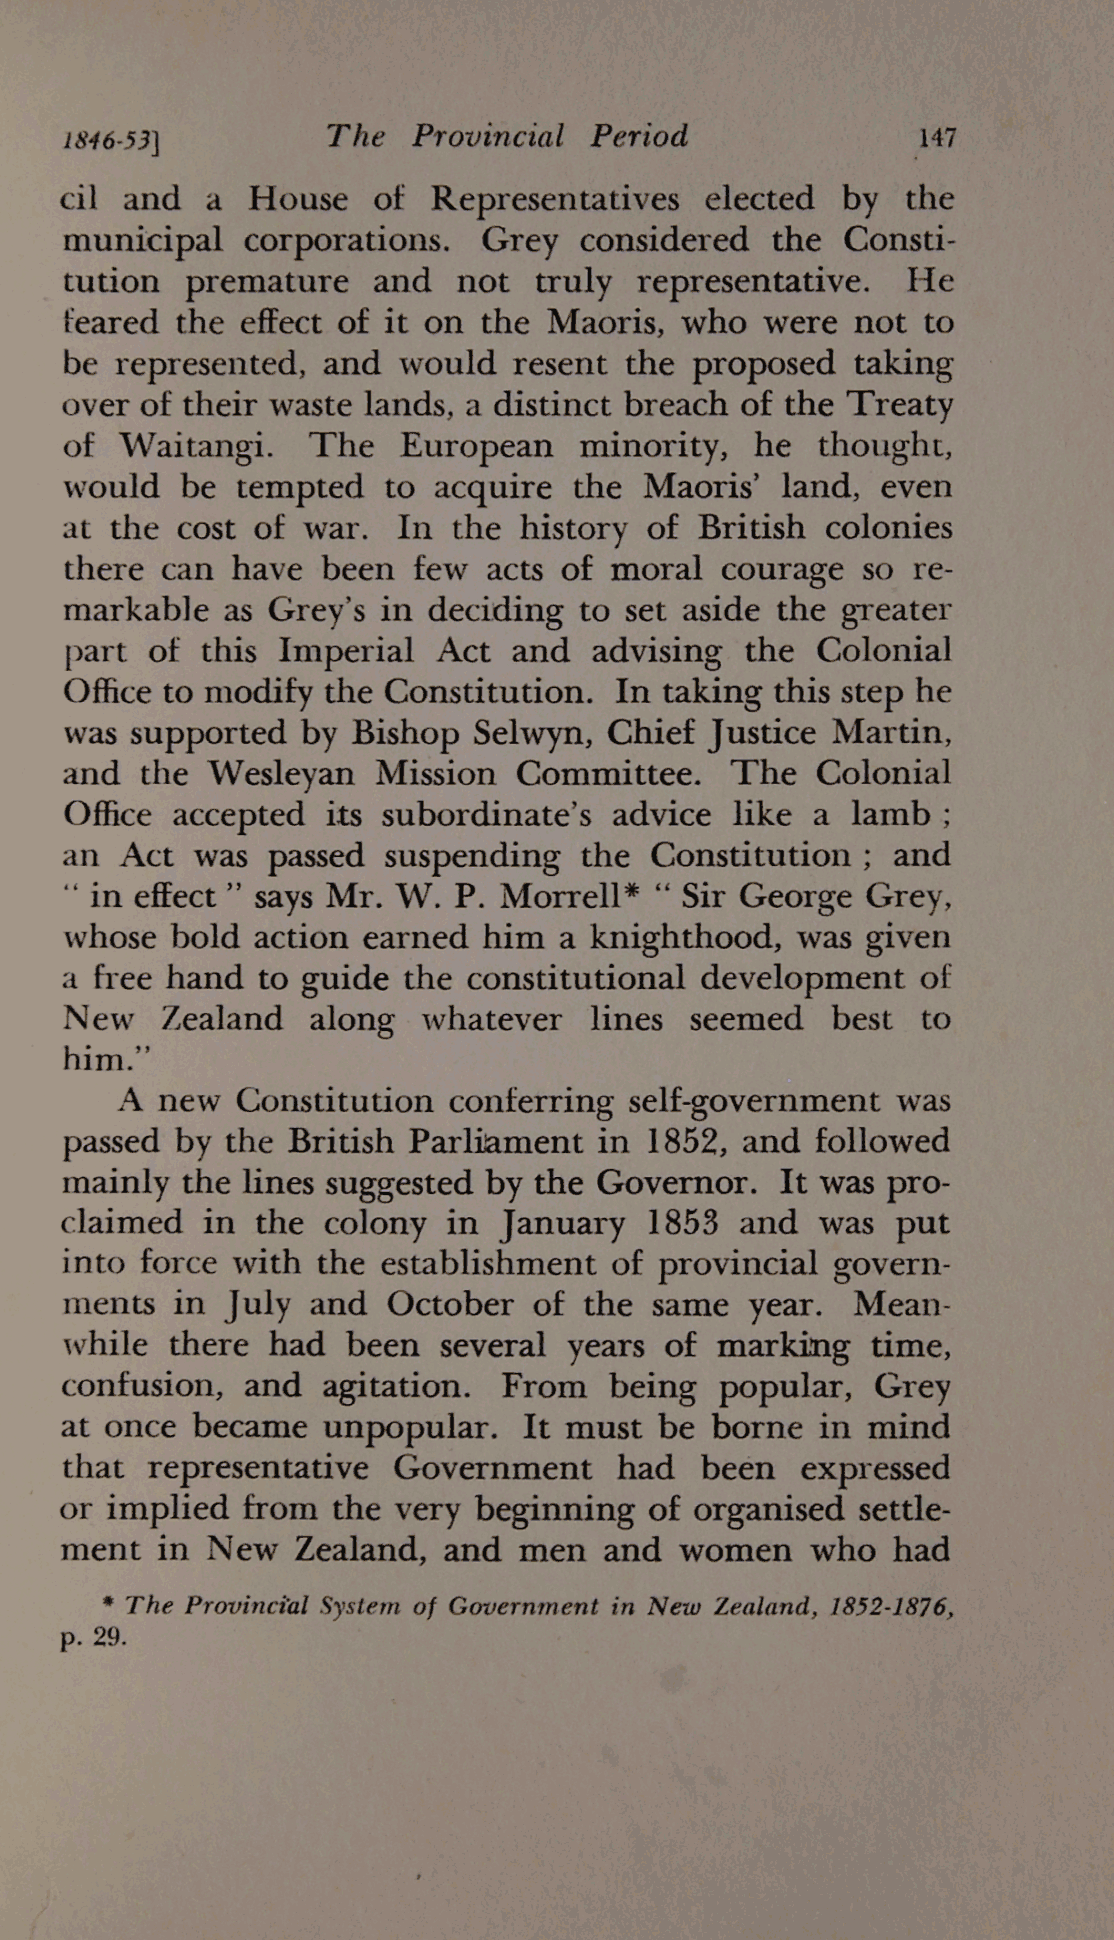 1846-53] The Provincial Period 147
cil and a House of Representatives elected by the
municipal corporations. Grey considered the Consti-
tution premature and not truly representative. He
feared the effect of it on the Maoris, who were not to
be represented, and would resent the proposed taking
over of their waste lands, a distinct breach of the Treaty
of Waitangi. The European minority, he thought,
would be tempted to acquire the Maoris' land, even
at the cost of war. In the history of British colonies
there can have been few acts of moral courage so re-
markable as Grey's in deciding to set aside the greater
part of this Imperial Act and advising the Colonial
Office to modify the Constitution. In taking this step he
was supported by Bishop Selwyn, Chief Justice Martin,
and the Wesleyan Mission Committee. The Colonial
Office accepted its subordinate's advice like a lamb ;
an Act was passed suspending the Constitution ; and
“ in effect ” says Mr. W. P. Morrell* “ Sir George Grey,
whose bold action earned him a knighthood, was given
a free hand to guide the constitutional development of
New Zealand along whatever lines seemed best to
him.”
A new Constitution conferring self-government was
passed by the British Parliament in 1852, and followed
mainly the lines suggested by the Governor. It was pro-
claimed in the colony in January 1853 and was put
into force with the establishment of provincial govern-
ments in July and October of the same year. Mean-
while there had been several years of marking time,
confusion, and agitation. From being popular, Grey
at once became unpopular. It must be borne in mind
that representative Government had been expressed
or implied from the very beginning of organised settle-
ment in New Zealand, and men and women who had
* The Provincial System of Government in New Zealand, 1852-1876,
p. 29.